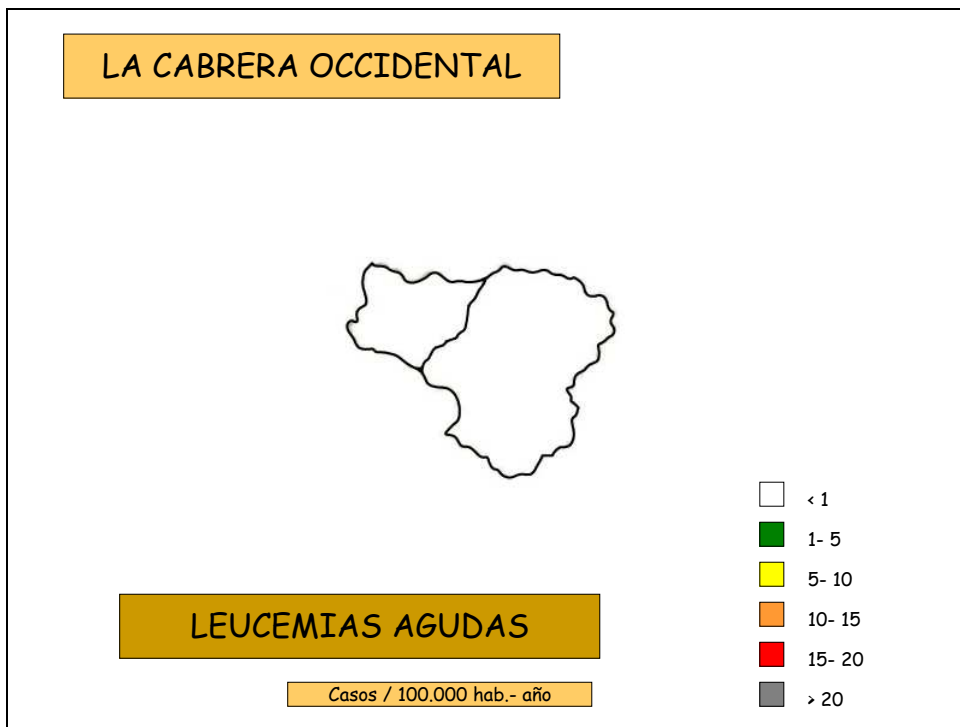 LA CABRERA OCCIDENTAL
< 1
1- 5
5- 10
10- 15
15- 20
> 20
LEUCEMIAS AGUDAS
Casos / 100.000 hab.- año